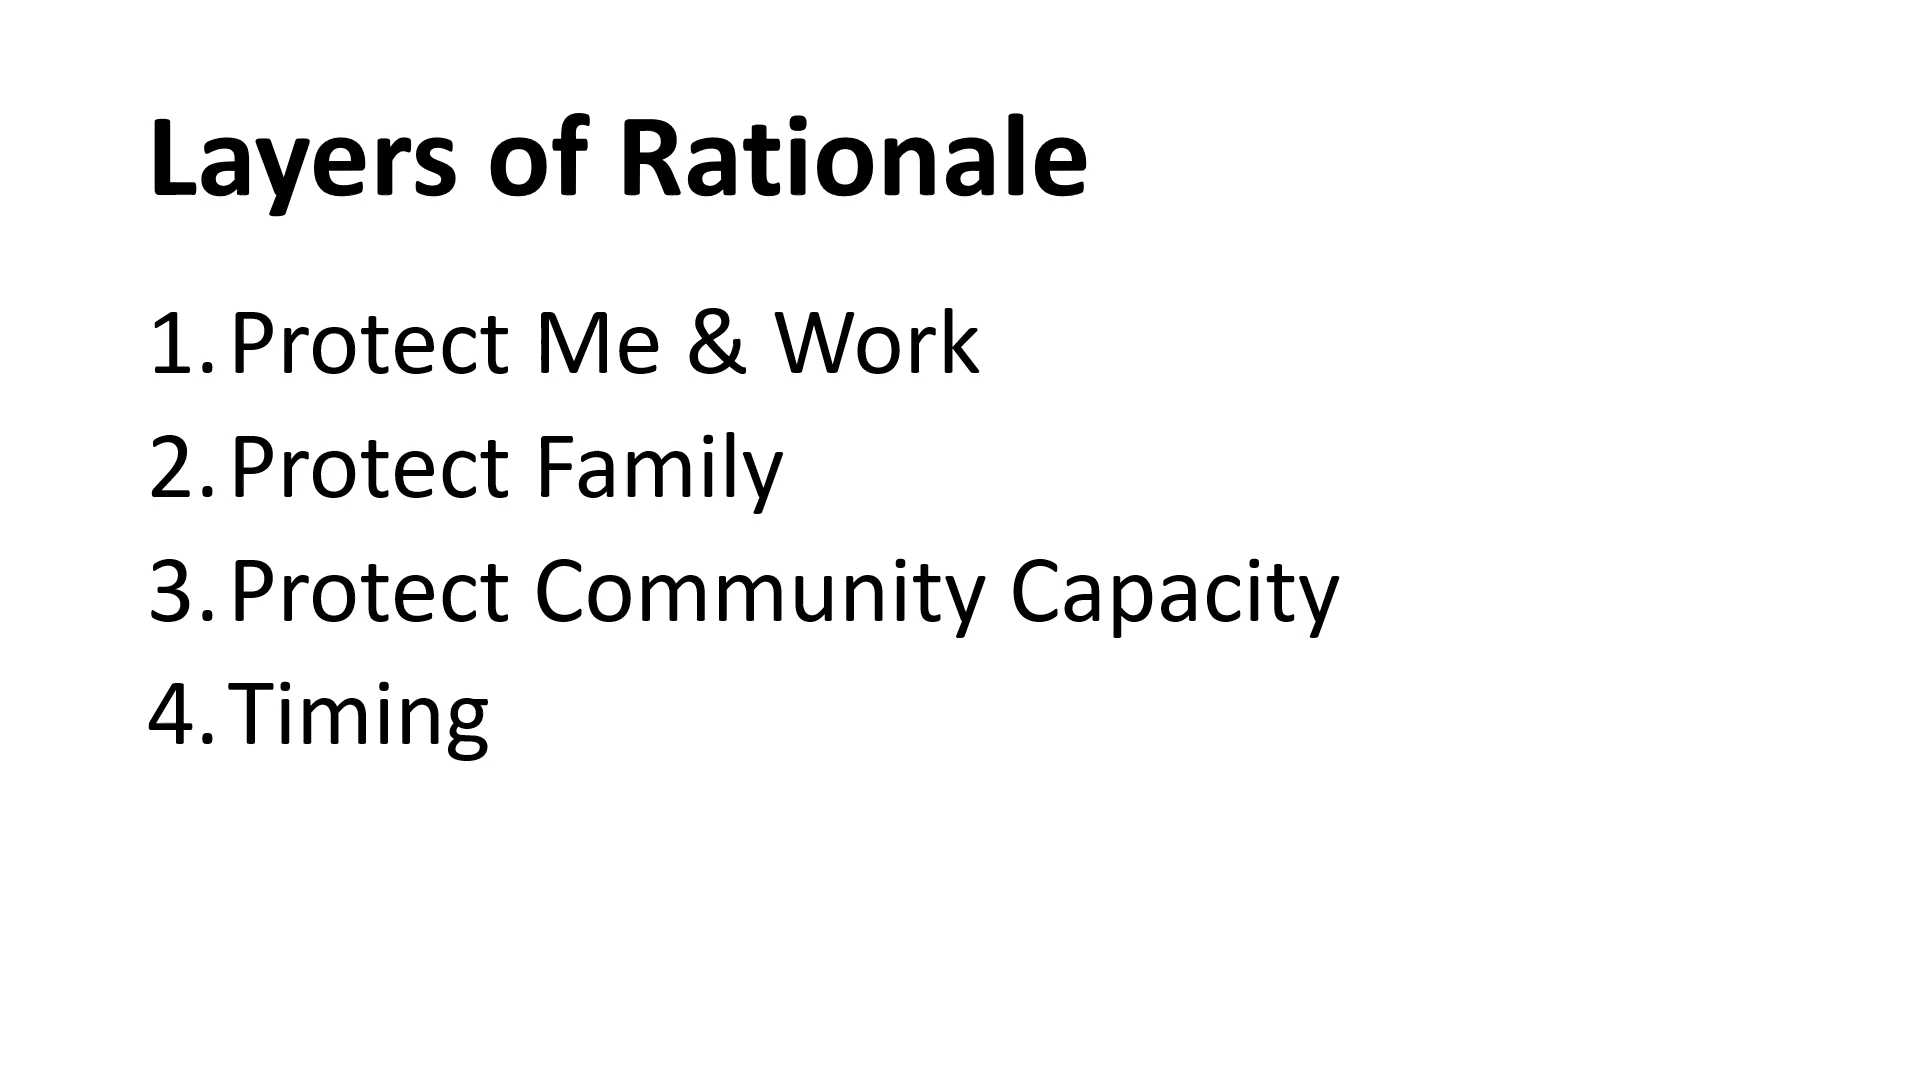 Layers of Rationale
1. Protect Me & Work
2. Protect Family
3. Protect Community Capacity
4. Timing